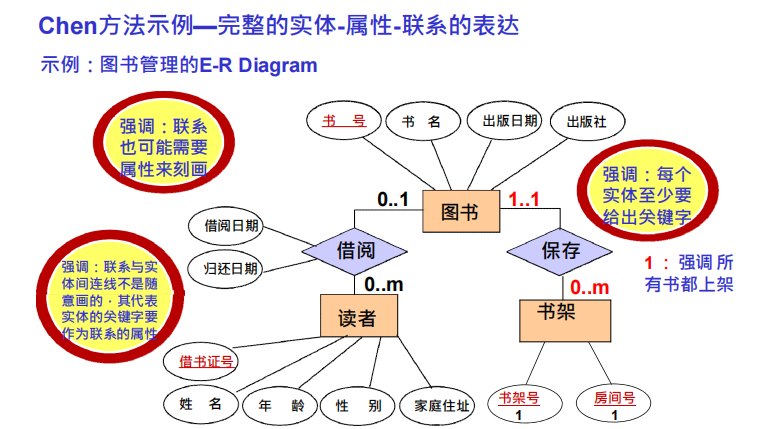 Chen方法示例—完整的实体-属性-联系的表达
示例：图书管理的E-R Diagram
强调：联系
也可能需要
属性来刻画
书 号
书 名
出版日期
出版社
强调：每个
实体至少要
给出关键字
0..1
图书
1..1
借阅日期
归还日期
借阅
保存
1 ：强调 所
有书都上架
强调：联系与实
体间连线不是随
意画的，其代表
实体的关键字要
作为联系的属性
0..m
0..m
读者
书架
借书证号
姓 名
年 龄
性 别
家庭住址
书架号
1
房间号
1